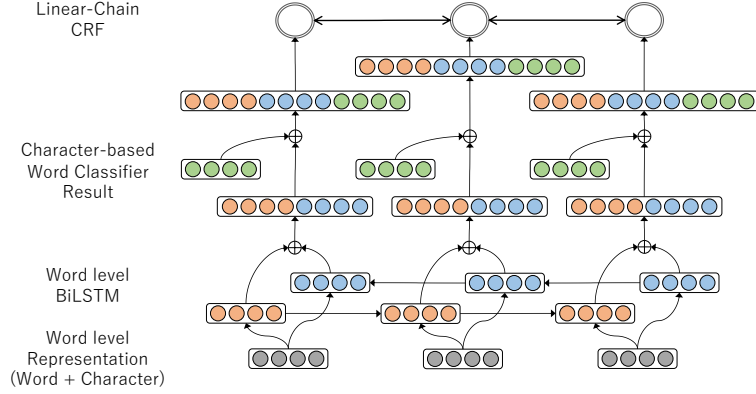 Linear-Chain
CRF
Character-based
Word Classifier
Result
Word level
BiLSTM
Word level
Representation
(Word + Character)